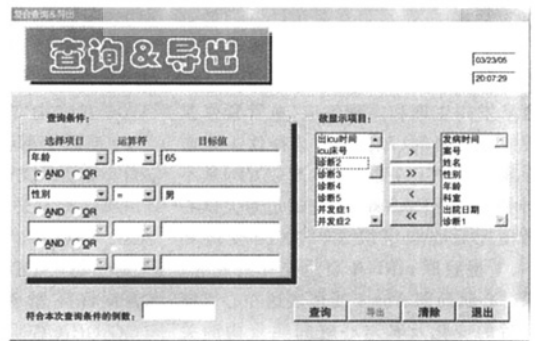 复合查询&导出
查询&导出
03/23/05
20:07:29
查询条件:
选择项目 运算符 目标值
年龄 > 65
AND OR
性别 = 男
AND OR
AND OR
欲显示项目:
出icu时间
icu床号
诊断2
诊断3
诊断4
诊断5
并发症1
并发症2
>
>>
<
<<
发病时间
案号
姓名
性别
年龄
科室
出院日期
诊断1
符合本次查询条件的例数:
查询 导出 清除 退出